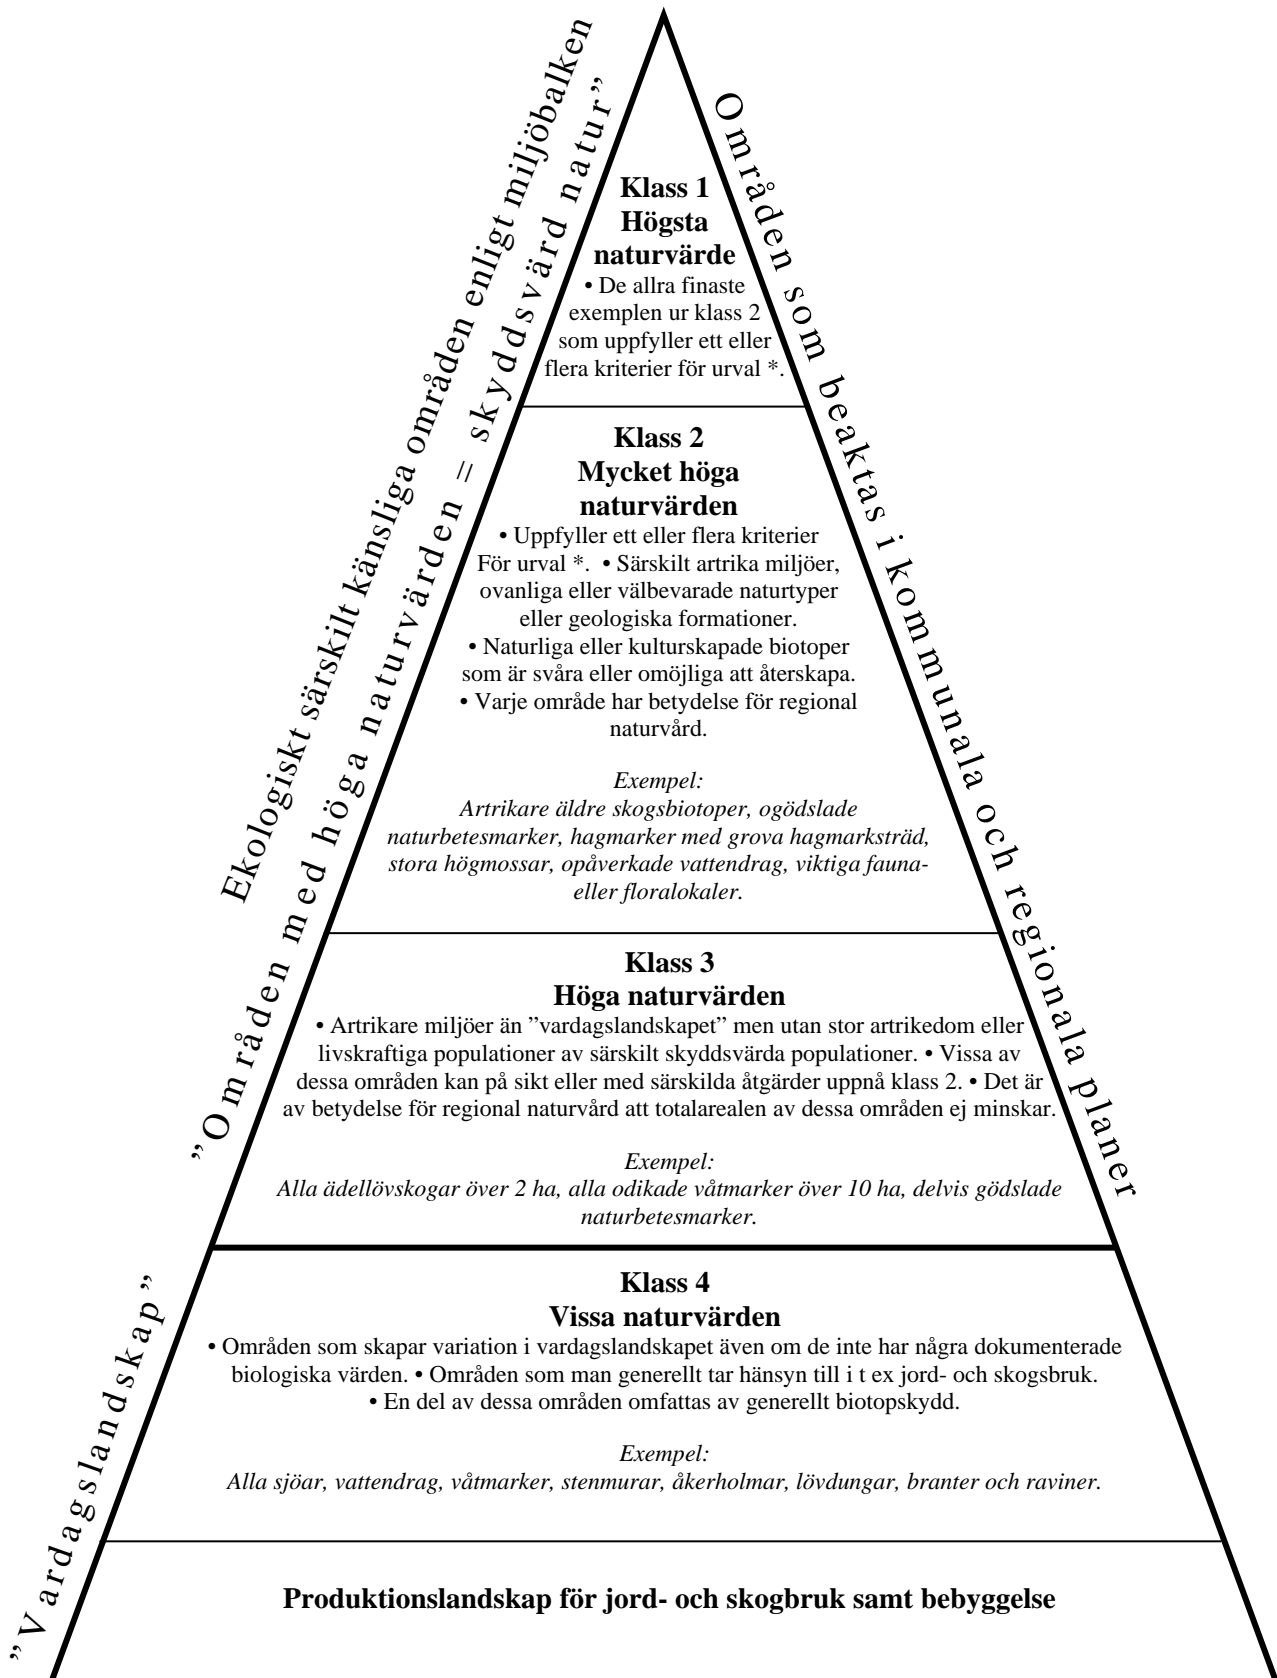 Ekologiskt särskilt känsliga områden enligt miljöbalken
”Områden med höga naturvärden = skyddsvärd natur”
Områden som beaktas i kommunala och regionala planer
Klass 1
Högsta
naturvärde
• De allra finaste
exemplen ur klass 2
som uppfyller ett eller
flera kriterier för urval *.
Klass 2
Mycket höga
naturvärden
• Uppfyller ett eller flera kriterier
För urval *. • Särskilt artrika miljöer,
ovanliga eller välbevarade naturtyper
eller geologiska formationer.
• Naturliga eller kulturskapade biotoper
som är svåra eller omöjliga att återskapa.
• Varje område har betydelse för regional
naturvård.
Exempel:
Artrikare äldre skogsbiotoper, ogödslade
naturbetesmarker, hagmarker med grova hagmarksträd,
stora högmossar, opåverkade vattendrag, viktiga fauna-
eller floralokaler.
Klass 3
Höga naturvärden
• Artrikare miljöer än ”vardagslandskapet” men utan stor artrikedom eller
livskraftiga populationer av särskilt skyddsvärda populationer. • Vissa av
dessa områden kan på sikt eller med särskilda åtgärder uppnå klass 2. • Det är
av betydelse för regional naturvård att totalarealen av dessa områden ej minskar.
Exempel:
Alla ädellövskogar över 2 ha, alla odikade våtmarker över 10 ha, delvis gödslade
naturbetesmarker.
”Vardagslandskap”
Klass 4
Vissa naturvärden
• Områden som skapar variation i vardagslandskapet även om de inte har några dokumenterade
biologiska värden. • Områden som man generellt tar hänsyn till i t ex jord- och skogsbruk.
• En del av dessa områden omfattas av generellt biotopskydd.
Exempel:
Alla sjöar, vattendrag, våtmarker, stenmurar, åkerholmar, lövdungar, branter och raviner.
Produktionslandskap för jord- och skogbruk samt bebyggelse